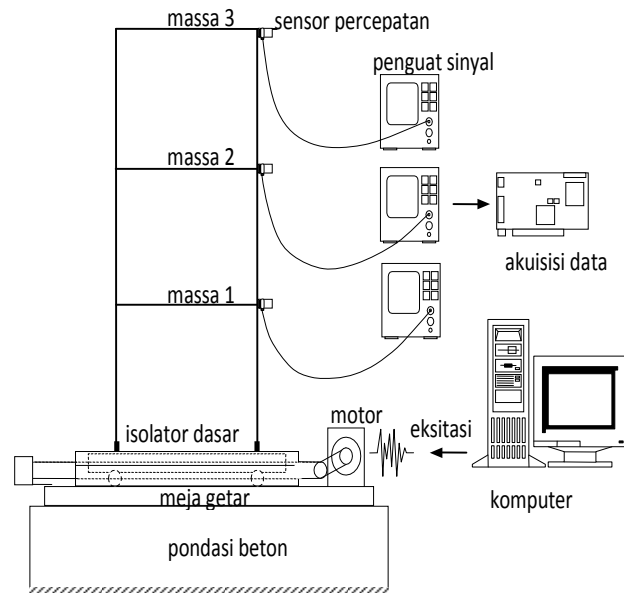 massa 3
sensor percepatan
penguat sinyal
massa 2
akuisisi data
massa 1
motor
isolator dasar
eksitasi
meja getar
komputer
pondasi beton